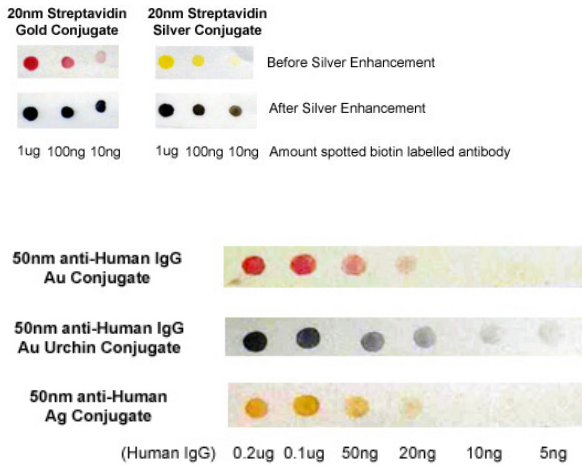 20nm Streptavidin
Gold Conjugate
20nm Streptavidin
Silver Conjugate
Before Silver Enhancement
After Silver Enhancement
1ug 100ng 10ng
1ug 100ng 10ng
Amount spotted biotin labelled antibody
50nm anti-Human IgG
Au Conjugate
50nm anti-Human IgG
Au Urchin Conjugate
50nm anti-Human
Ag Conjugate
(Human IgG) 0.2ug 0.1ug 50ng 20ng 10ng 5ng